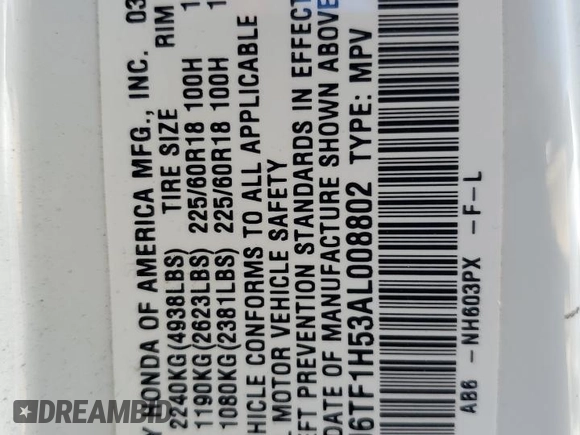 Y HONDA OF AMERICA MFG., INC. 03
TIRE SIZE RIM
2240KG(4938LBS)
1190KG(2623LBS) 225/60R18 100H 1
1080KG(2381LBS) 225/60R18 100H 1
HICLE CONFORMS TO ALL APPLICABLE
MOTOR VEHICLE SAFETY
EFT PREVENTION STANDARDS IN EFFECT
DATE OF MANUFACTURE SHOWN ABOVE
6TF1H53AL008802 TYPE: MPV
AB6 -NH603PX -F-L
DREAMBID